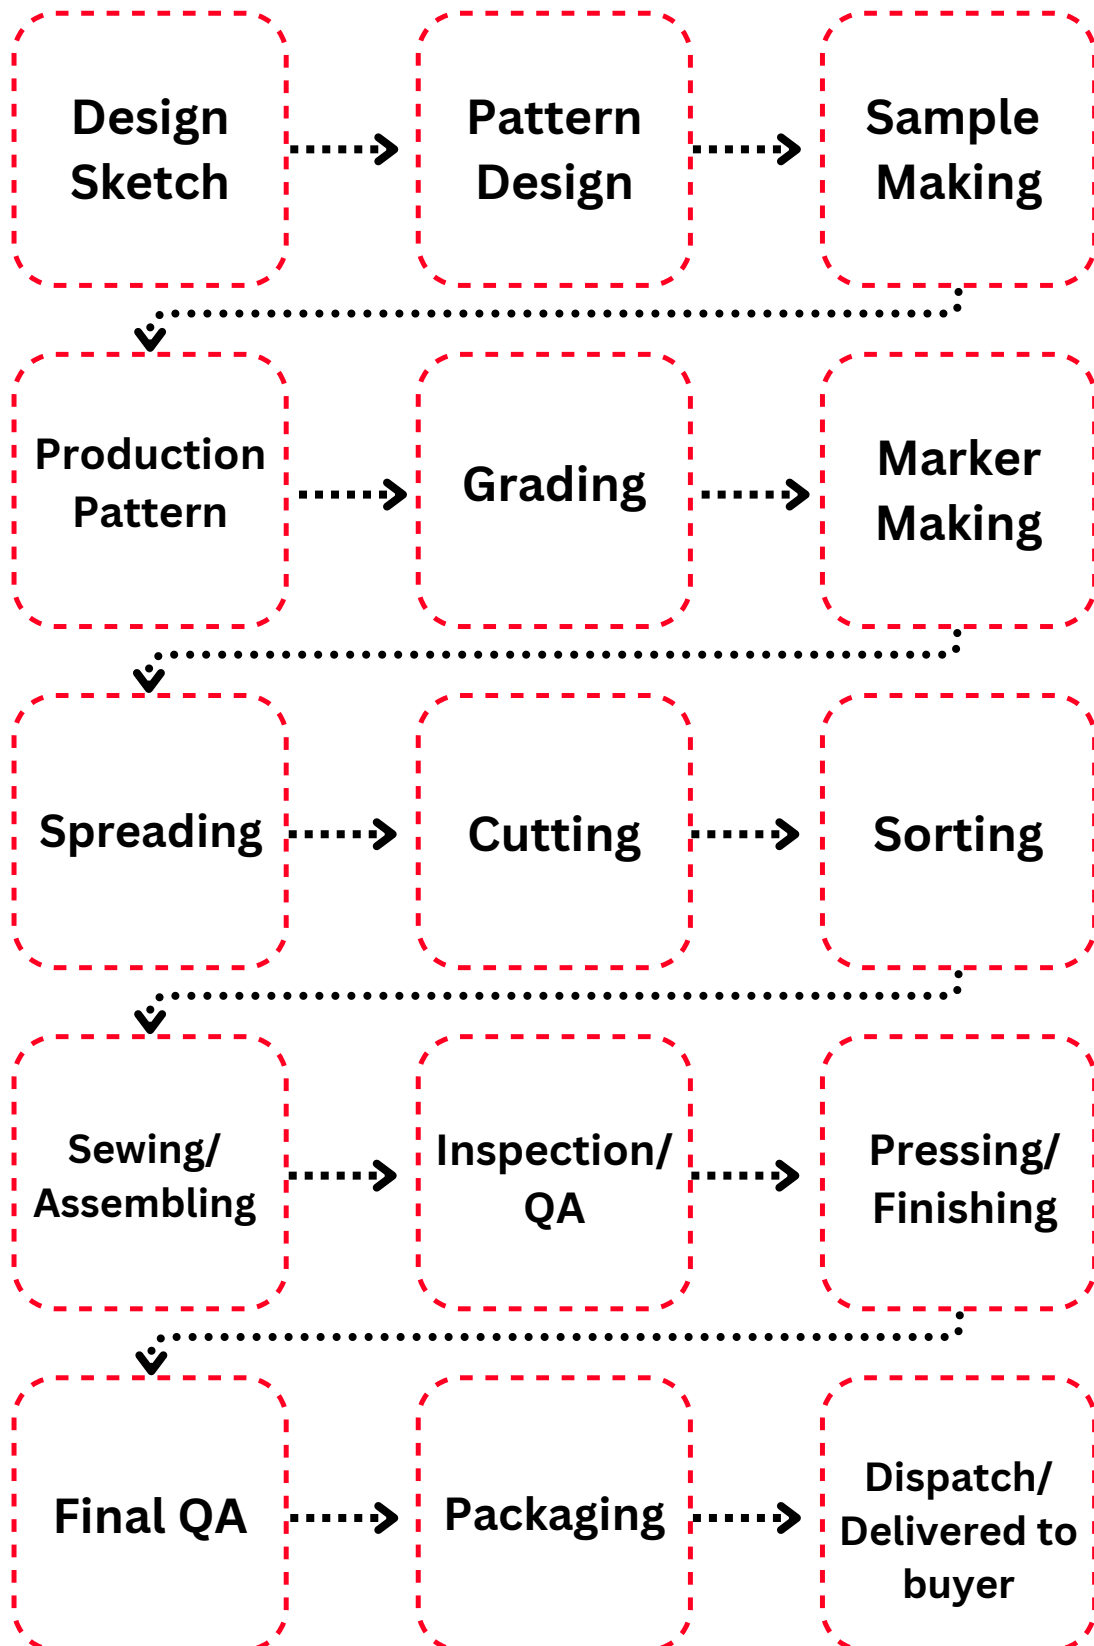 Design
Sketch
Pattern
Design
Sample
Making
Production
Pattern
Grading
Marker
Making
Spreading
Cutting
Sorting
Sewing/
Assembling
Inspection/
QA
Pressing/
Finishing
Final QA
Packaging
Dispatch/
Delivered to
buyer